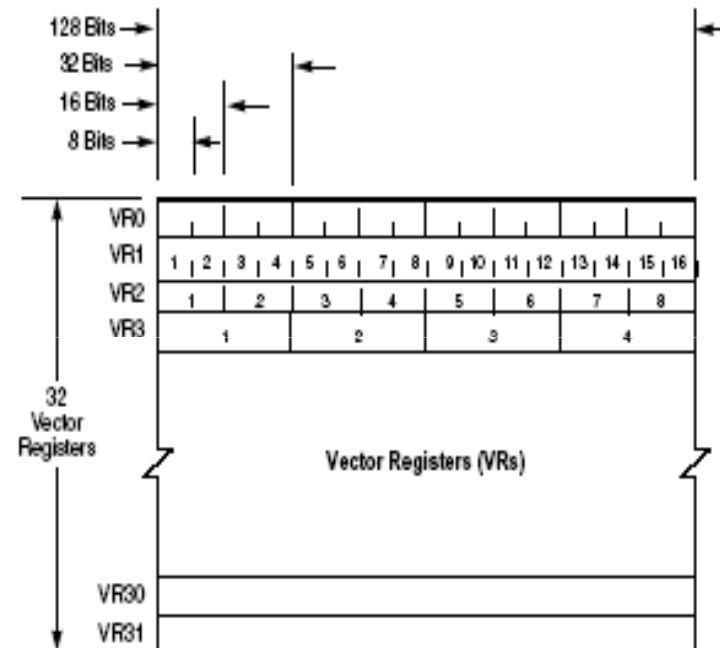 128 Bits
32 Bits
16 Bits
8 Bits
VR0
VR1 1 2 3 4 5 6 7 8 9 10 11 12 13 14 15 16
VR2 1 2 3 4 5 6 7 8
VR3 1 2 3 4
32
Vector
Registers
Vector Registers (VRs)
VR30
VR31